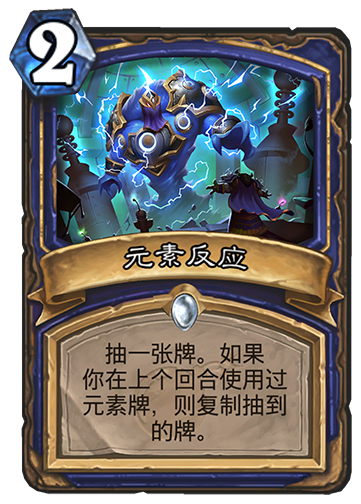 2
元素反应
抽一张牌。如果
你在上个回合使用过
元素牌，则复制抽到
的牌。